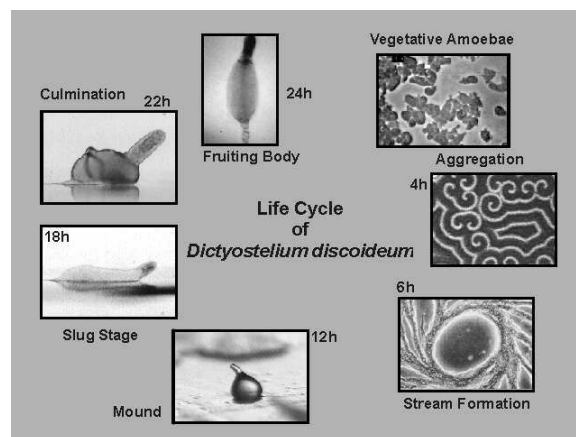 Vegetative Amoebae
Aggregation
4h
6h
Stream Formation
12h
Mound
18h
Slug Stage
Culmination
22h
24h
Fruiting Body
Life Cycle
of
Dictyostelium discoideum